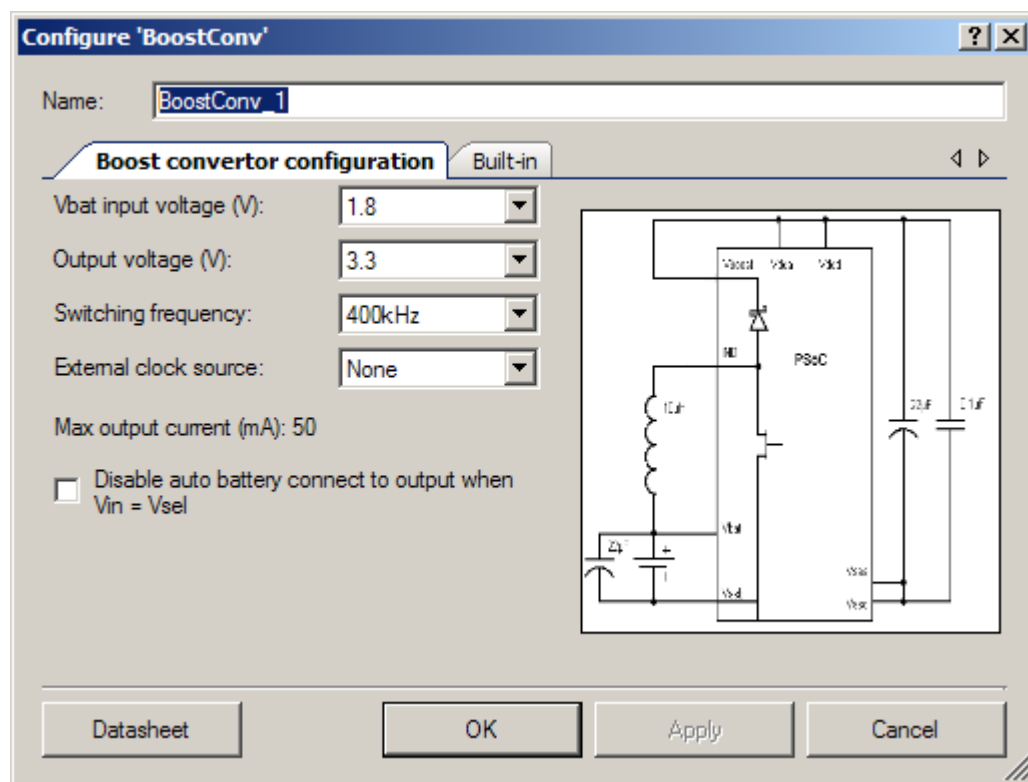 Configure 'BoostConv'
Name:
BoostConv_1
Boost convertor configuration
Built-in
Vbat input voltage (V):
1.8
Output voltage (V):
3.3
Switching frequency:
400kHz
External clock source:
None
Max output current (mA): 50
Disable auto battery connect to output when
Vin = Vsel
PSoC
Vbat
Datasheet
OK
Apply
Cancel